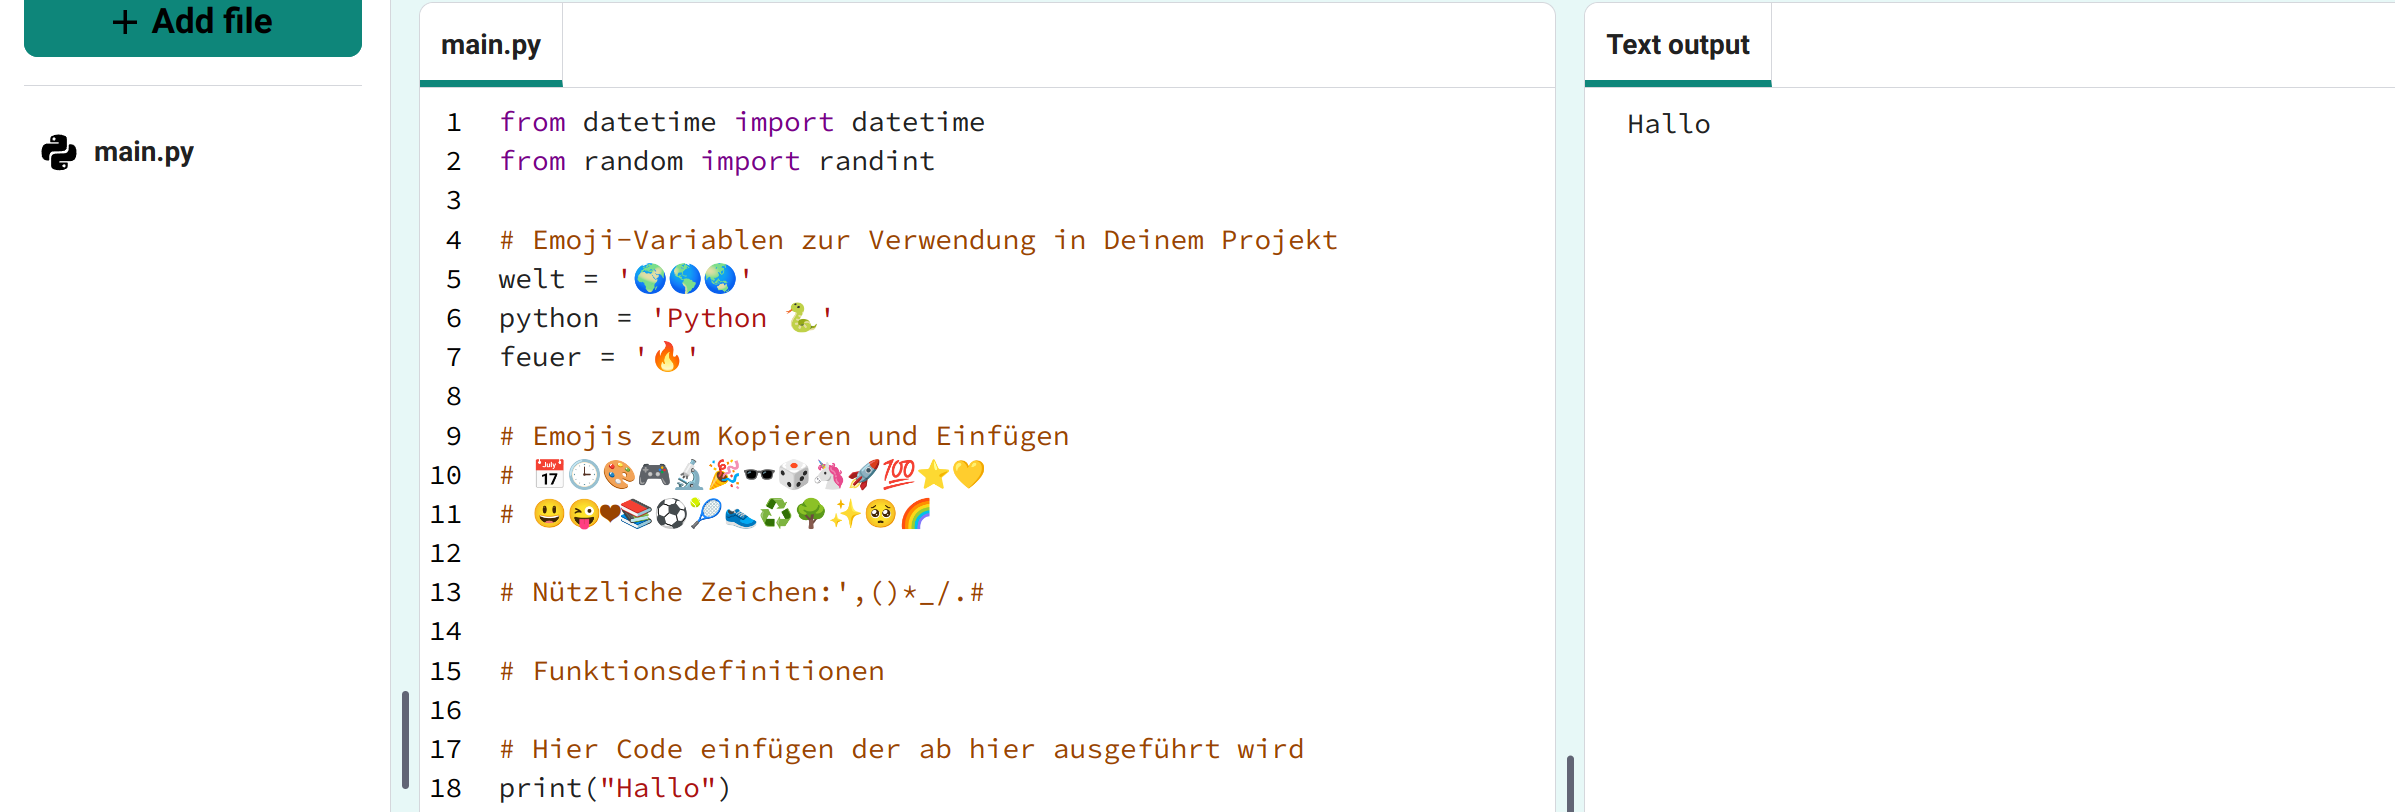 + Add file
main.py
main.py
1 from datetime import datetime
2 from random import randint
3
4 # Emoji-Variablen zur Verwendung in Deinem Projekt
5 welt = '🌍🌎🌏'
6 python = 'Python 🐍'
7 feuer = '🔥'
8
9 # Emojis zum Kopieren und Einfügen
10 # 📅🕒🎨🎮🔬🎉🕶️🎲🦄🚀💯⭐💛
11 # 😃😜❤📚⚽🎾👟♻️🌳✨🥺🌈
12
13 # Nützliche Zeichen:',()*_/.#
14
15 # Funktionsdefinitionen
16
17 # Hier Code einfügen der ab hier ausgeführt wird
18 print("Hallo")
Text output
Hallo